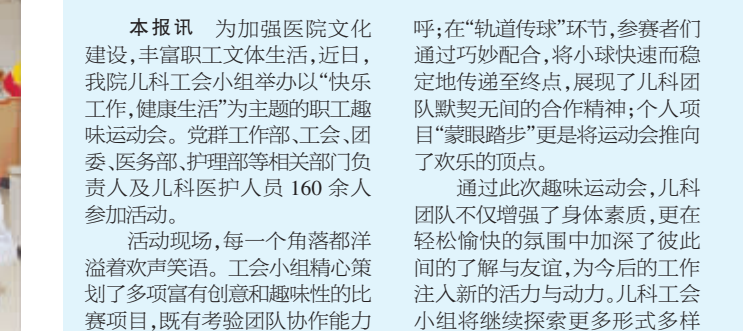 本报讯 为加强医院文化
建设,丰富职工文体生活,近日,
我院儿科工会小组举办以“快乐
工作,健康生活”为主题的职工趣
味运动会。党群工作部、工会、团
委、医务部、护理部等相关部门负
责人及儿科医护人员 160 余人
参加活动。
活动现场,每一个角落都洋
溢着欢声笑语。工会小组精心策
划了多项富有创意和趣味性的比
赛项目,既有考验团队协作能力
呼;在“轨道传球”环节,参赛者们
通过巧妙配合,将小球快速而稳
定地传递至终点,展现了儿科团
队默契无间的合作精神;个人项
目“蒙眼踏步”更是将运动会推向
了欢乐的顶点。
通过此次趣味运动会,儿科
团队不仅增强了身体素质,更在
轻松愉快的氛围中加深了彼此
间的了解与友谊,为今后的工作
注入新的活力与动力。儿科工会
小组将继续探索更多形式多样